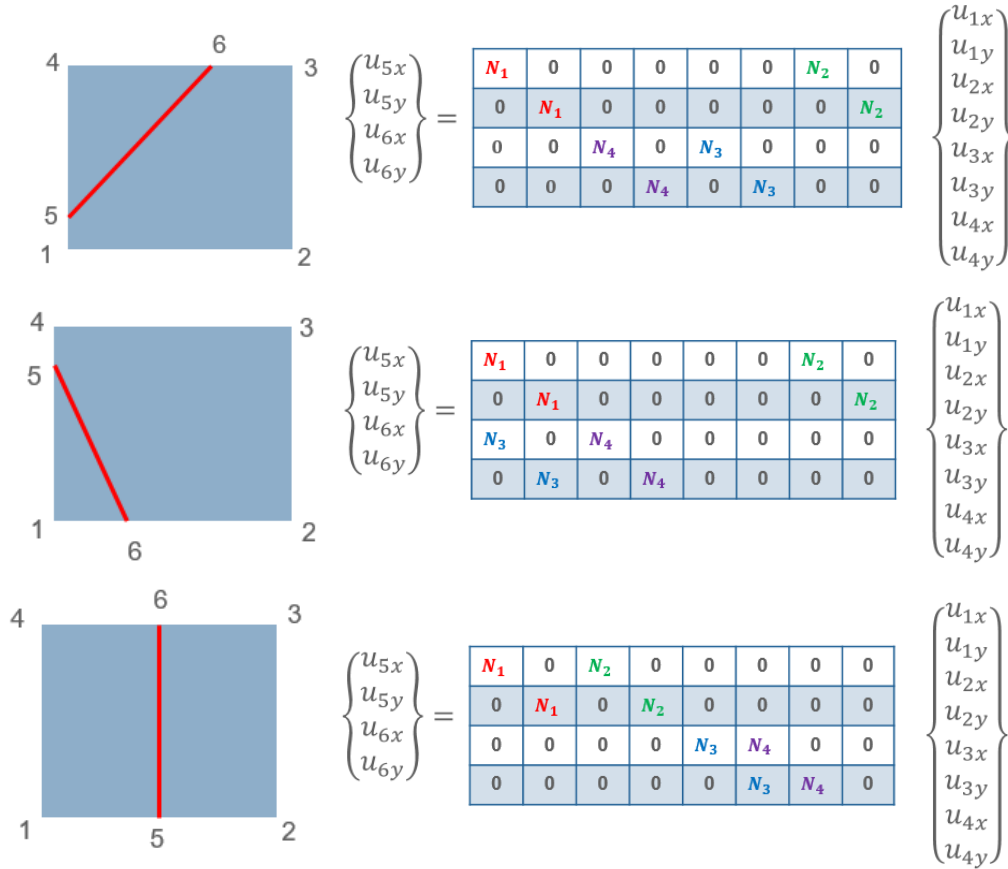 6
4 3
5
1 2
u5x
u5y
=
u6x
u6y
N1 0 0 0 0 0 N2 0
0 N1 0 0 0 0 0 N2
0 0 N4 0 N3 0 0 0
0 0 0 N4 0 N3 0 0
u1x
u1y
u2x
u2y
u3x
u3y
u4x
u4y
4 3
5
1 2
6
u5x
u5y
=
u6x
u6y
N1 0 0 0 0 0 N2 0
0 N1 0 0 0 0 0 N2
N3 0 N4 0 0 0 0 0
0 N3 0 N4 0 0 0 0
u1x
u1y
u2x
u2y
u3x
u3y
u4x
u4y
6
4 3
1 2
5
u5x
u5y
=
u6x
u6y
N1 0 N2 0 0 0 0 0
0 N1 0 N2 0 0 0 0
0 0 0 0 N3 N4 0 0
0 0 0 0 0 N3 N4 0
u1x
u1y
u2x
u2y
u3x
u3y
u4x
u4y